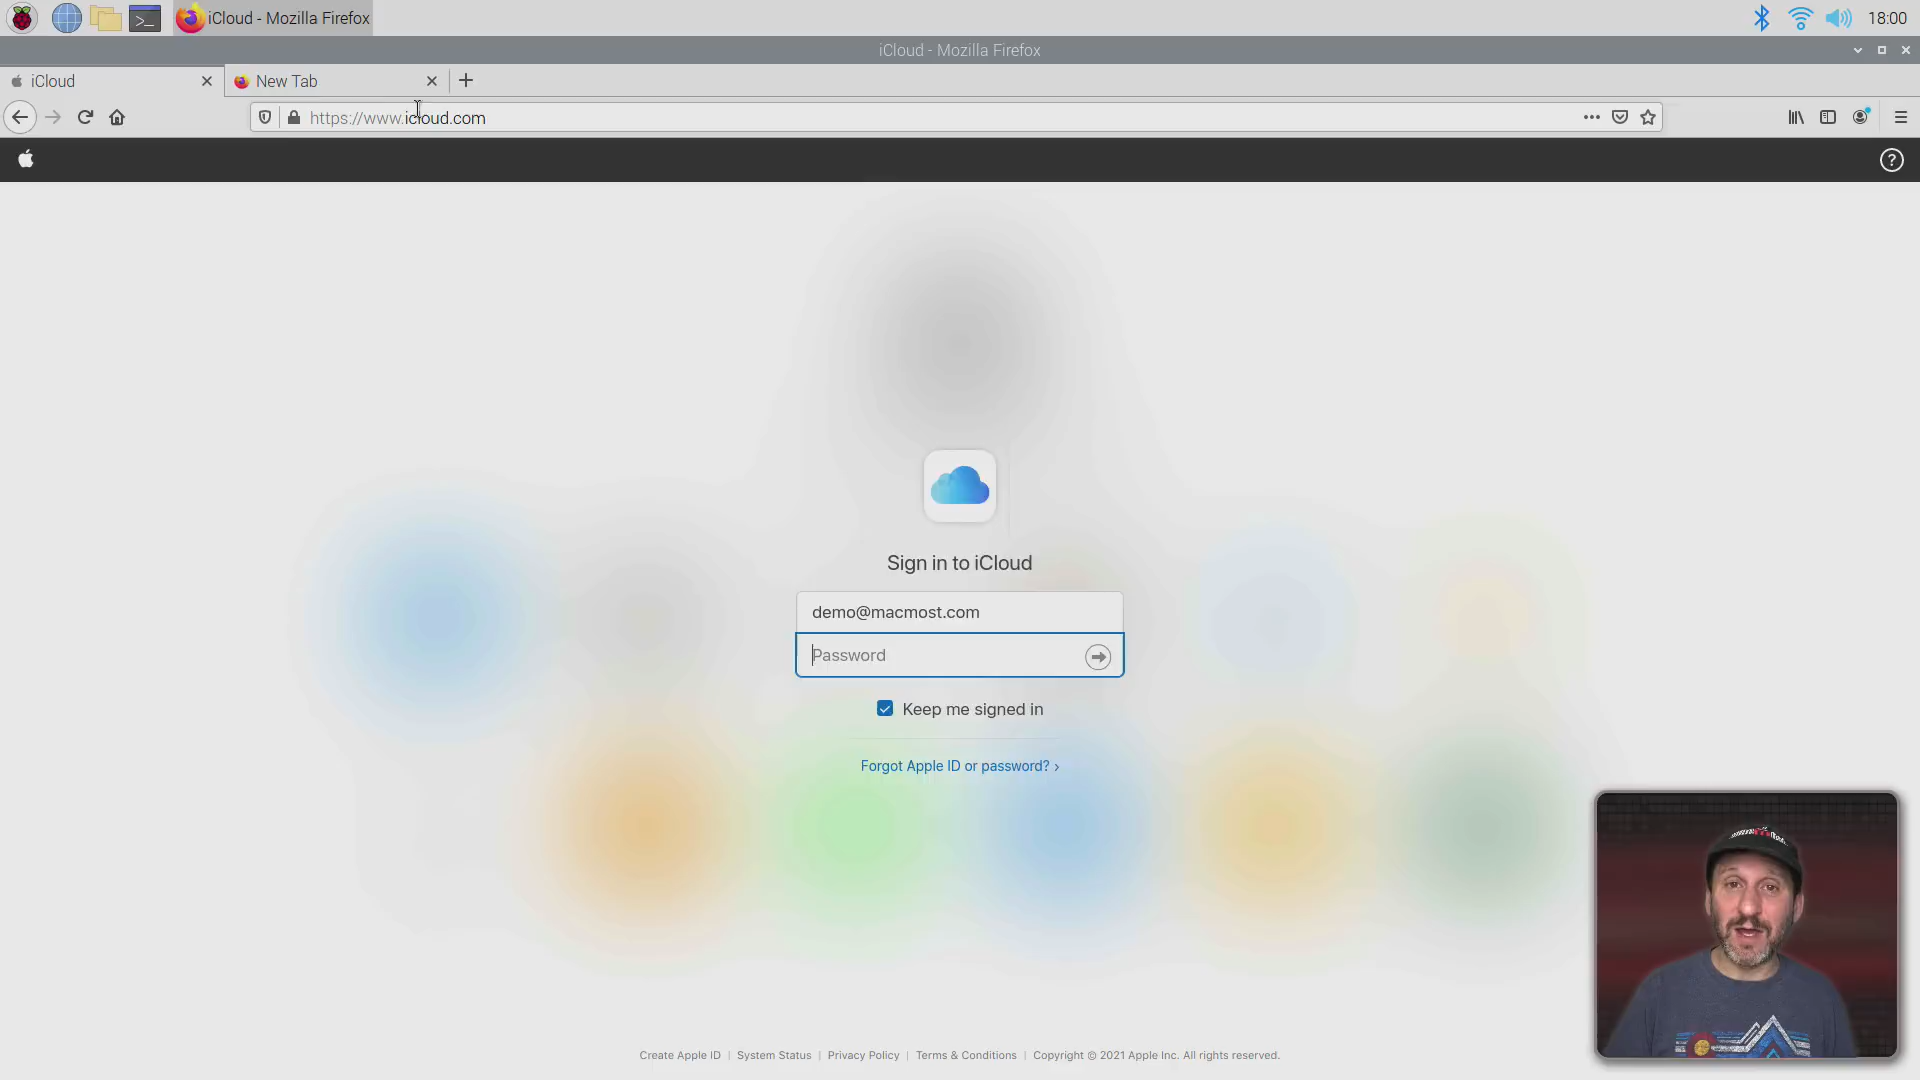 iCloud - Mozilla Firefox
18:00
iCloud - Mozilla Firefox
iCloud
New Tab
https://www.icloud.com
Sign in to iCloud
demo@macmost.com
Password
Keep me signed in
Forgot Apple ID or password? ›
Create Apple ID | System Status | Privacy Policy | Terms & Conditions | Copyright © 2021 Apple Inc. All rights reserved.